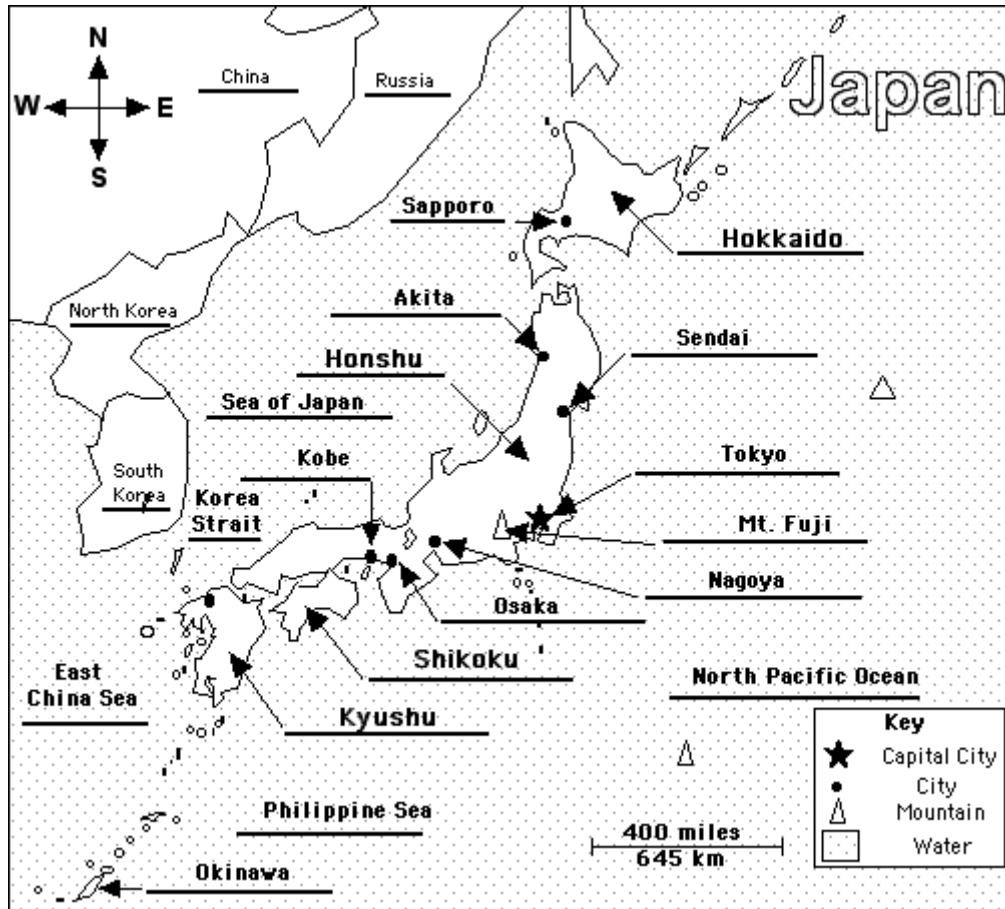 Japan
N
W E
S
China
Russia
Sapporo
Hokkaido
Akita
North Korea
Sendai
Honshu
Sea of Japan
Kobe
Tokyo
South
Korea
Korea
Strait
Mt. Fuji
Nagoya
Osaka
Shikoku
East
China Sea
North Pacific Ocean
Kyushu
Key
Capital City
City
Mountain
Water
Philippine Sea
400 miles
645 km
Okinawa